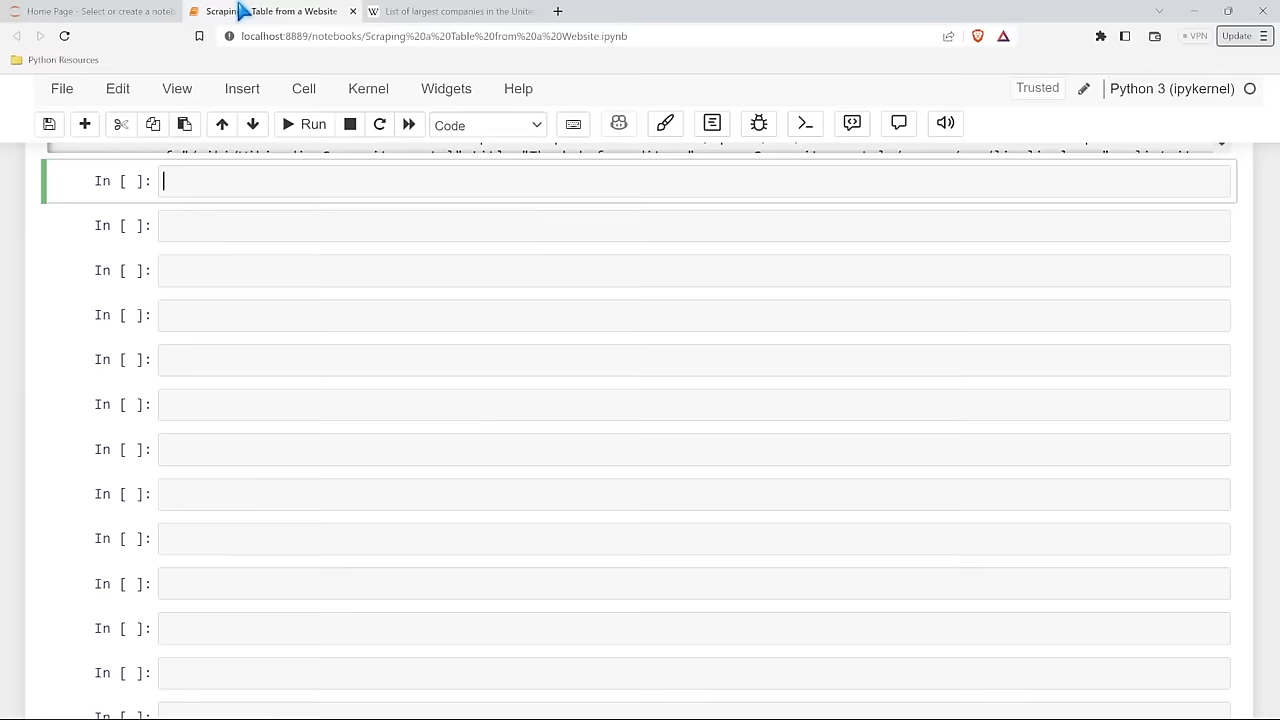 Home Page - Select or create a noteb
Scraping Table from a Website
List of largest companies in the Unite
localhost:8889/notebooks/Scraping%20a%20Table%20from%20a%20Website.ipynb
VPN
Update
Python Resources
File Edit View Insert Cell Kernel Widgets Help
Trusted
Python 3 (ipykernel)
Run
Code
In [ ]:
In [ ]:
In [ ]:
In [ ]:
In [ ]:
In [ ]:
In [ ]:
In [ ]:
In [ ]:
In [ ]:
In [ ]:
In [ ]:
In [ ]: